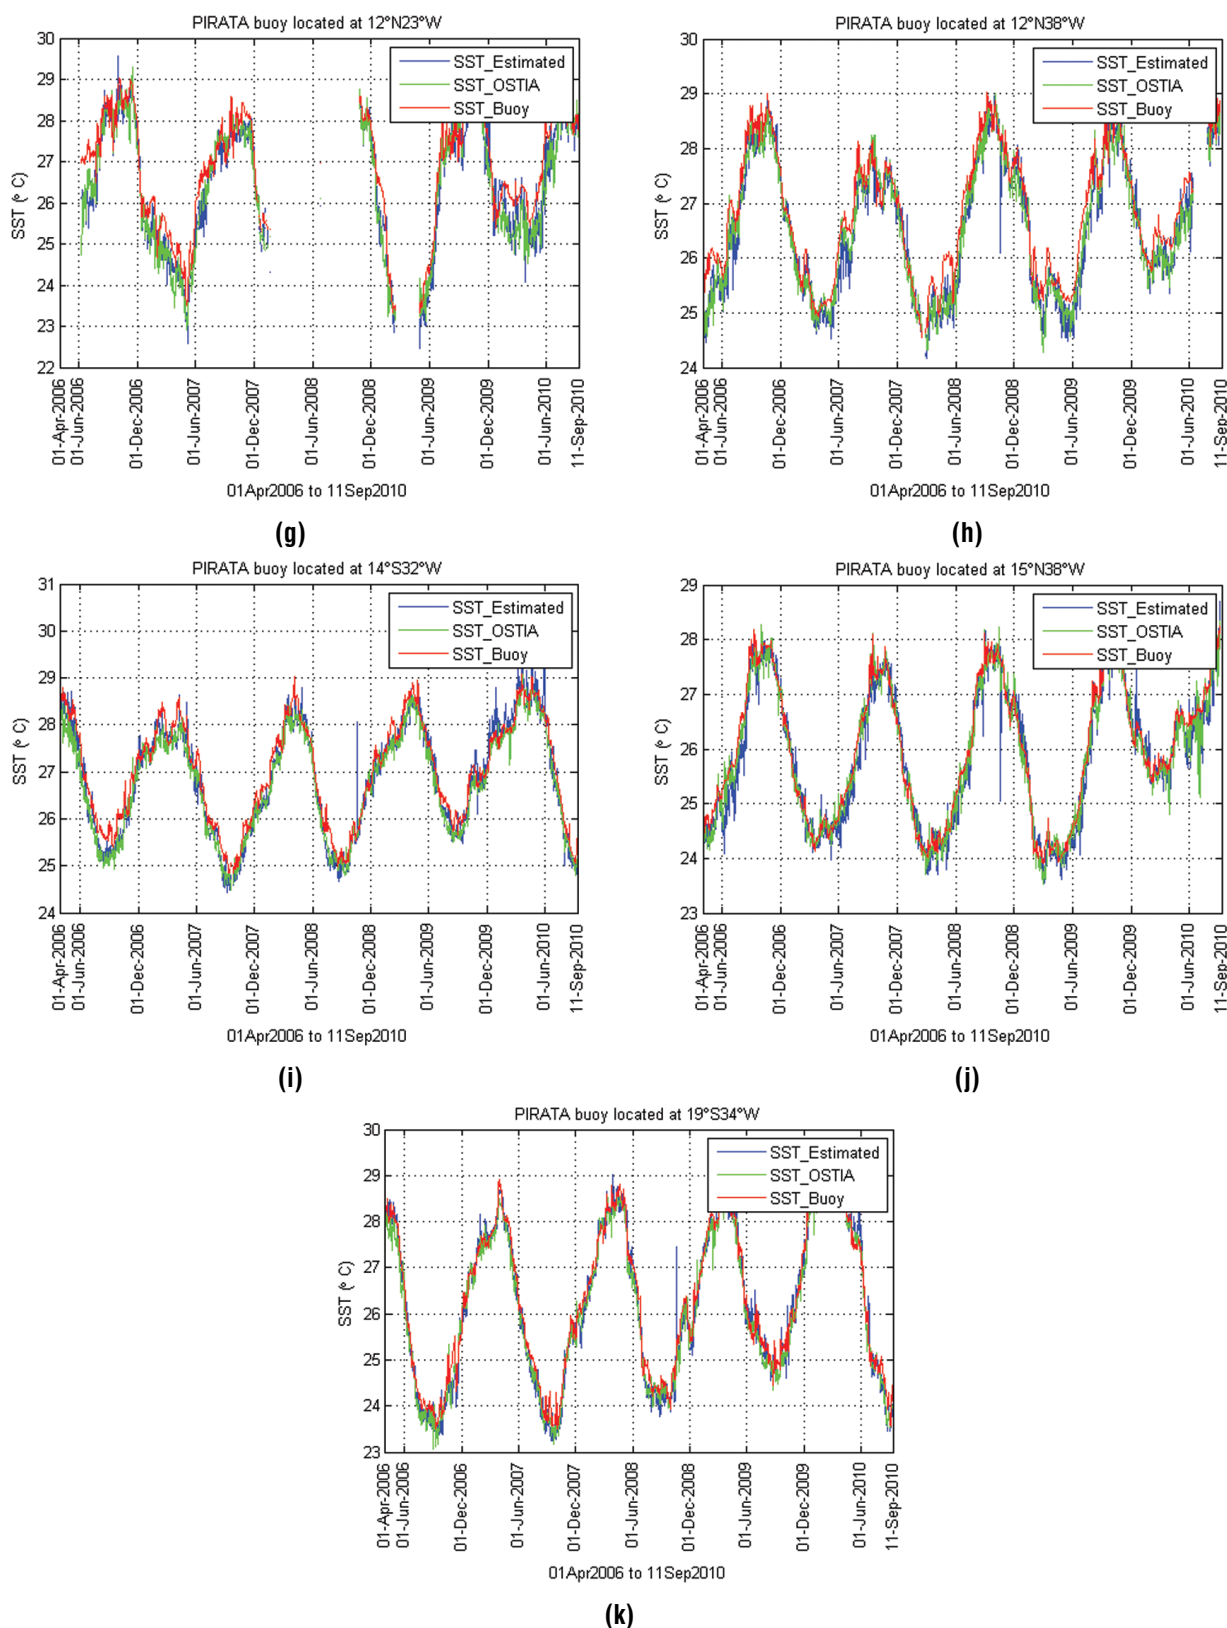 PIRATA buoy located at 12°N23°W
30
29
28
27
26
25
24
23
22
SST (° C)
SST_Estimated
SST_OSTIA
SST_Buoy
01-Apr-2006
01-Jun-2006
01-Dec-2006
01-Jun-2007
01-Dec-2007
01-Jun-2008
01-Dec-2008
01-Jun-2009
01-Dec-2009
01-Jun-2010
11-Sep-2010
01Apr2006 to 11Sep2010
(g)
PIRATA buoy located at 12°N38°W
30
29
28
27
26
25
24
SST (° C)
SST_Estimated
SST_OSTIA
SST_Buoy
01-Apr-2006
01-Jun-2006
01-Dec-2006
01-Jun-2007
01-Dec-2007
01-Jun-2008
01-Dec-2008
01-Jun-2009
01-Dec-2009
01-Jun-2010
11-Sep-2010
01Apr2006 to 11Sep2010
(h)
PIRATA buoy located at 14°S32°W
31
30
29
28
27
26
25
24
SST (° C)
SST_Estimated
SST_OSTIA
SST_Buoy
01-Apr-2006
01-Jun-2006
01-Dec-2006
01-Jun-2007
01-Dec-2007
01-Jun-2008
01-Dec-2008
01-Jun-2009
01-Dec-2009
01-Jun-2010
11-Sep-2010
01Apr2006 to 11Sep2010
(i)
PIRATA buoy located at 15°N38°W
29
28
27
26
25
24
23
SST (° C)
SST_Estimated
SST_OSTIA
SST_Buoy
01-Apr-2006
01-Jun-2006
01-Dec-2006
01-Jun-2007
01-Dec-2007
01-Jun-2008
01-Dec-2008
01-Jun-2009
01-Dec-2009
01-Jun-2010
11-Sep-2010
01Apr2006 to 11Sep2010
(j)
PIRATA buoy located at 19°S34°W
30
29
28
27
26
25
24
23
SST (° C)
SST_Estimated
SST_OSTIA
SST_Buoy
01-Apr-2006
01-Jun-2006
01-Dec-2006
01-Jun-2007
01-Dec-2007
01-Jun-2008
01-Dec-2008
01-Jun-2009
01-Dec-2009
01-Jun-2010
11-Sep-2010
01Apr2006 to 11Sep2010
(k)